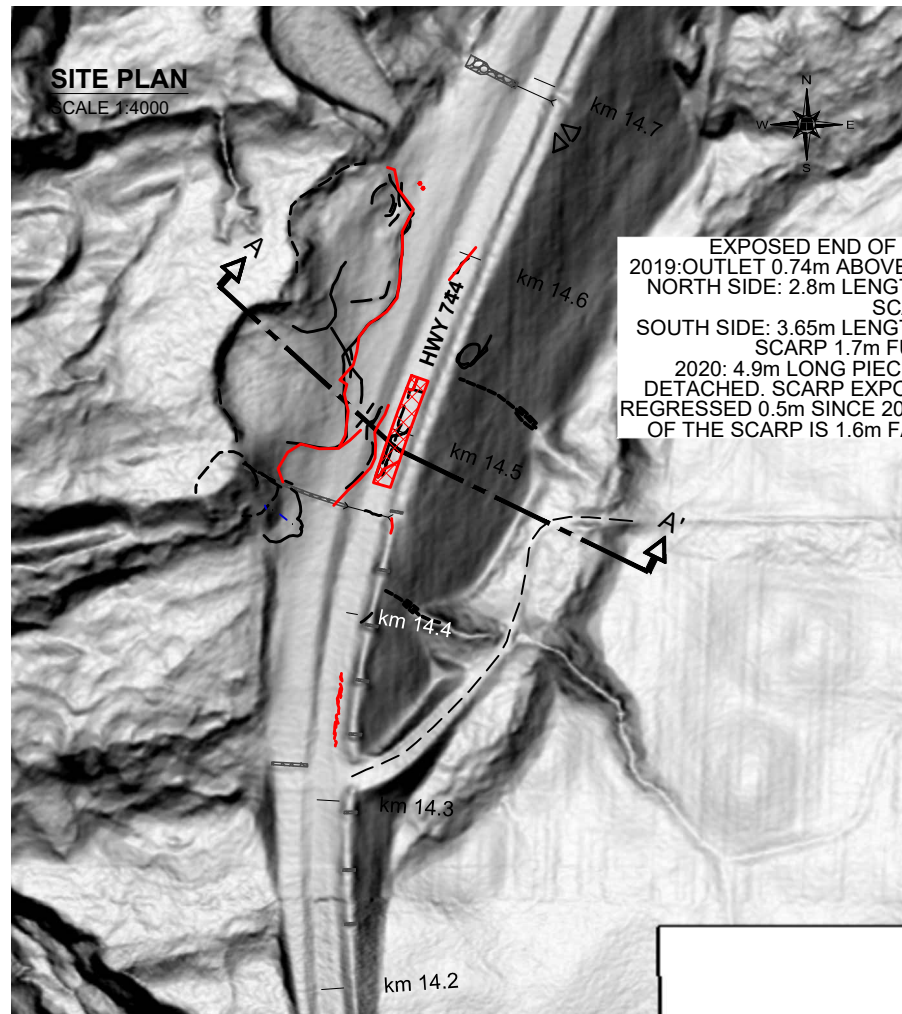 SITE PLAN
SCALE 1:4000
N
W
E
S
km 14.7
A
EXPOSED END OF
2019:OUTLET 0.74m ABOVE
NORTH SIDE: 2.8m LENGT
SCA
SOUTH SIDE: 3.65m LENGT
SCARP 1.7m FU
2020: 4.9m LONG PIEC
DETACHED. SCARP EXPO
REGRESSED 0.5m SINCE 20
OF THE SCARP IS 1.6m FA
km 14.6
HWY 744
km 14.5
A'
km 14.4
km 14.3
km 14.2